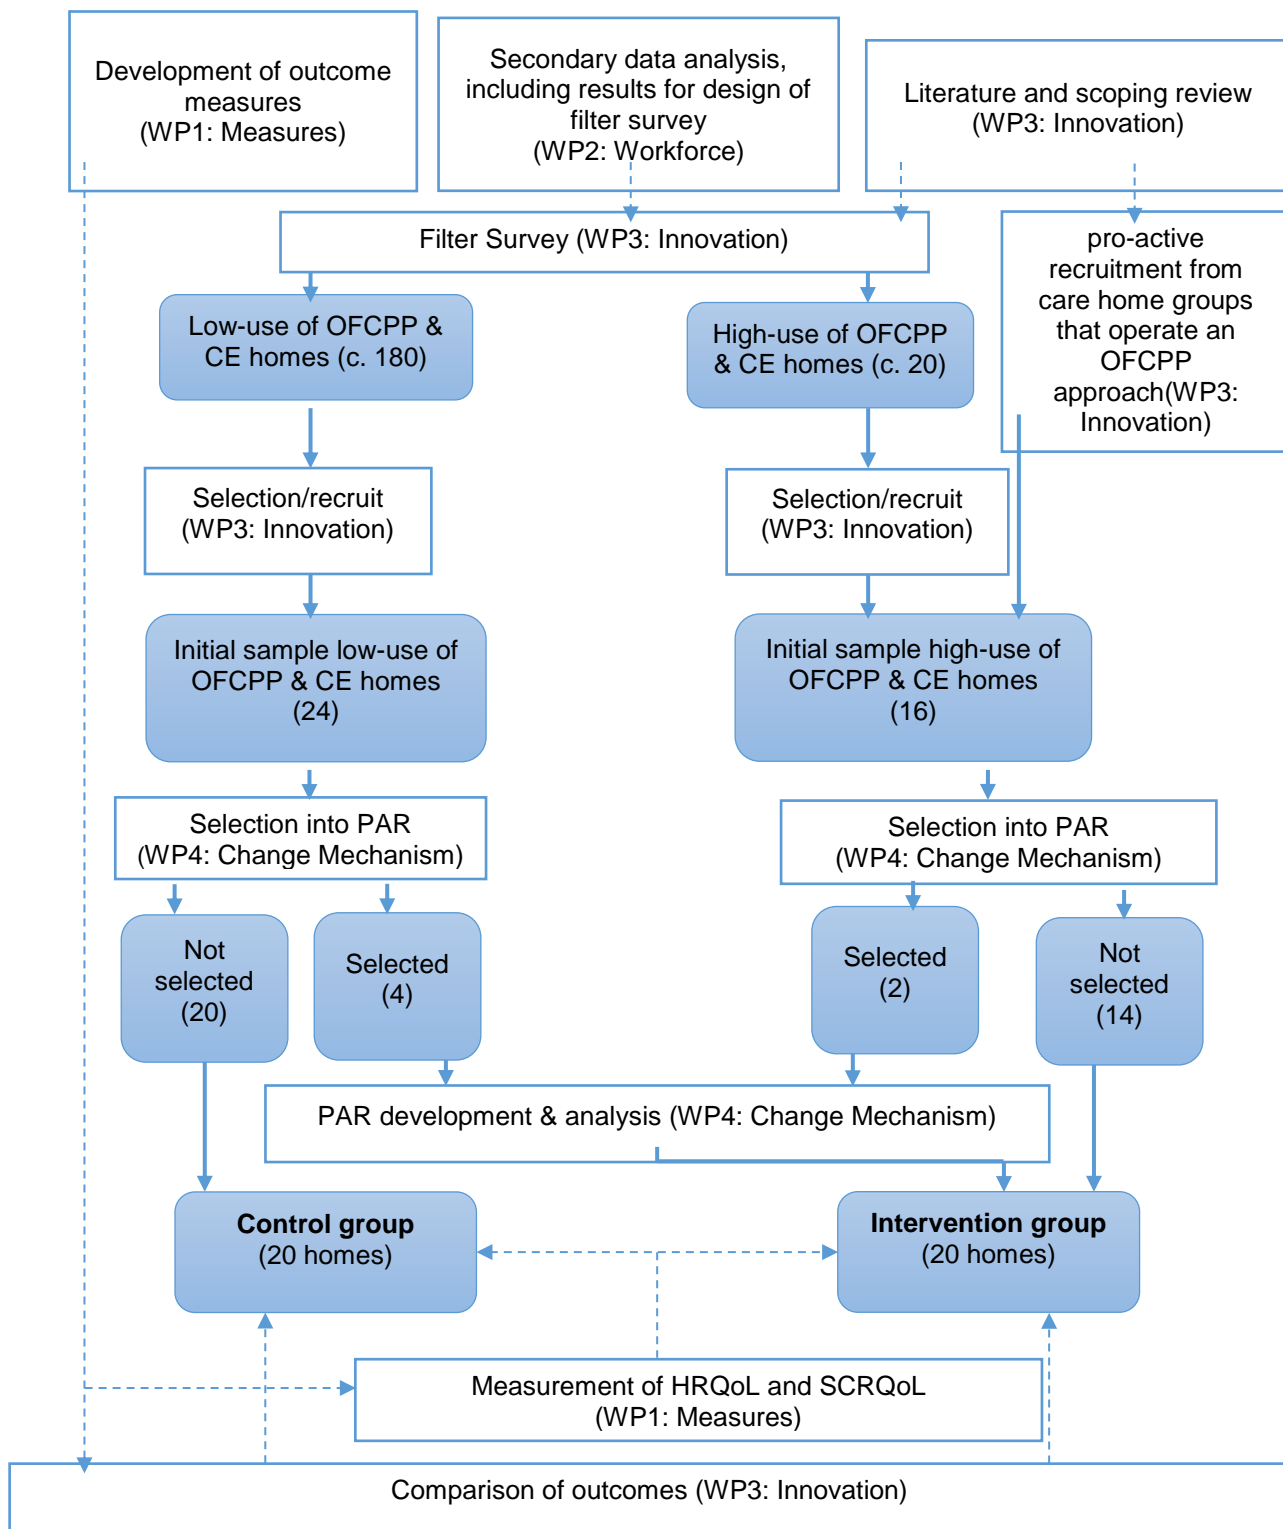 Development of outcome
measures
(WP1: Measures)
Secondary data analysis,
including results for design of
filter survey
(WP2: Workforce)
Literature and scoping review
(WP3: Innovation)
Filter Survey (WP3: Innovation)
pro-active
recruitment from
care home groups
that operate an
OFCPP
approach(WP3:
Innovation)
Low-use of OFCPP &
CE homes (c. 180)
High-use of OFCPP
& CE homes (c. 20)
Selection/recruit
(WP3: Innovation)
Selection/recruit
(WP3: Innovation)
Initial sample low-use of
OFCPP & CE homes
(24)
Initial sample high-use of
OFCPP & CE homes
(16)
Selection into PAR
(WP4: Change Mechanism)
Selection into PAR
(WP4: Change Mechanism)
Not
selected
(20)
Selected
(4)
Selected
(2)
Not
selected
(14)
PAR development & analysis (WP4: Change Mechanism)
Control group
(20 homes)
Intervention group
(20 homes)
Measurement of HRQoL and SCRQoL
(WP1: Measures)
Comparison of outcomes (WP3: Innovation)